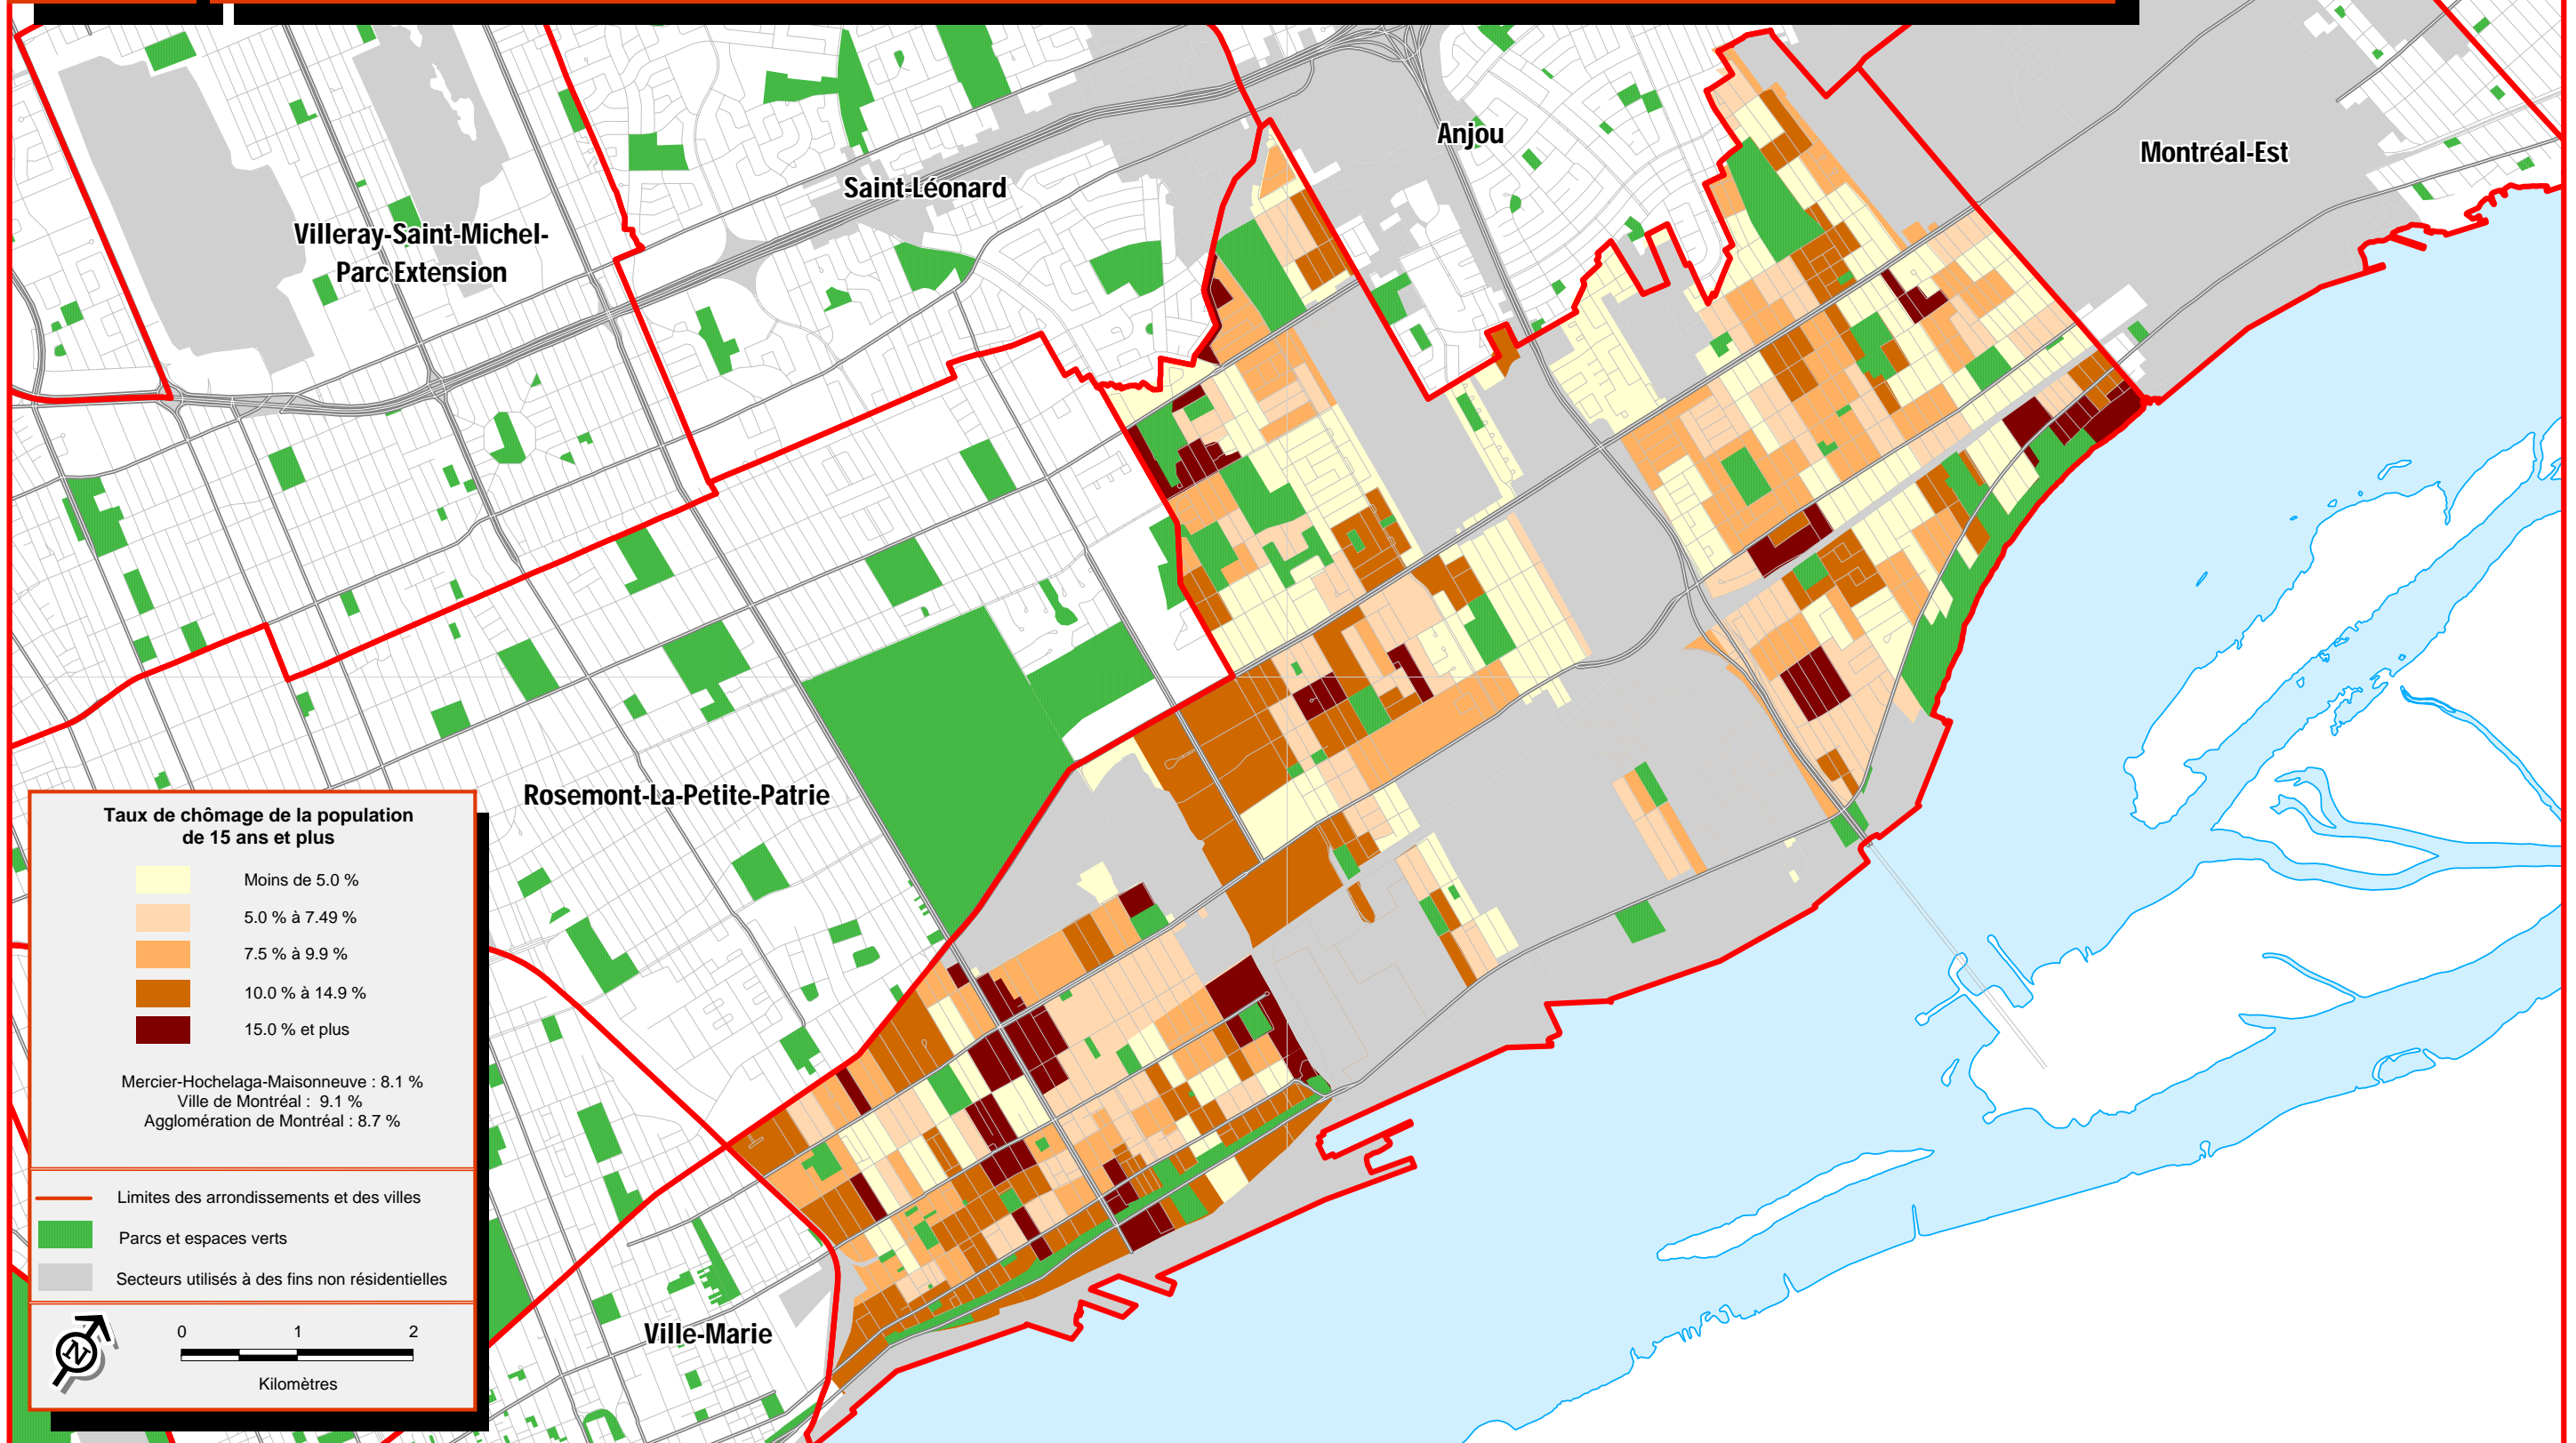 Anjou
Montréal-Est
Saint-Léonard
Villeray-Saint-Michel-
Parc Extension
Rosemont-La-Petite-Patrie
Ville-Marie
Taux de chômage de la population
de 15 ans et plus
Moins de 5.0 %
5.0 % à 7.49 %
7.5 % à 9.9 %
10.0 % à 14.9 %
15.0 % et plus
Mercier-Hochelaga-Maisonneuve : 8.1 %
Ville de Montréal : 9.1 %
Agglomération de Montréal : 8.7 %
Limites des arrondissements et des villes
Parcs et espaces verts
Secteurs utilisés à des fins non résidentielles
N
0 1 2
Kilomètres